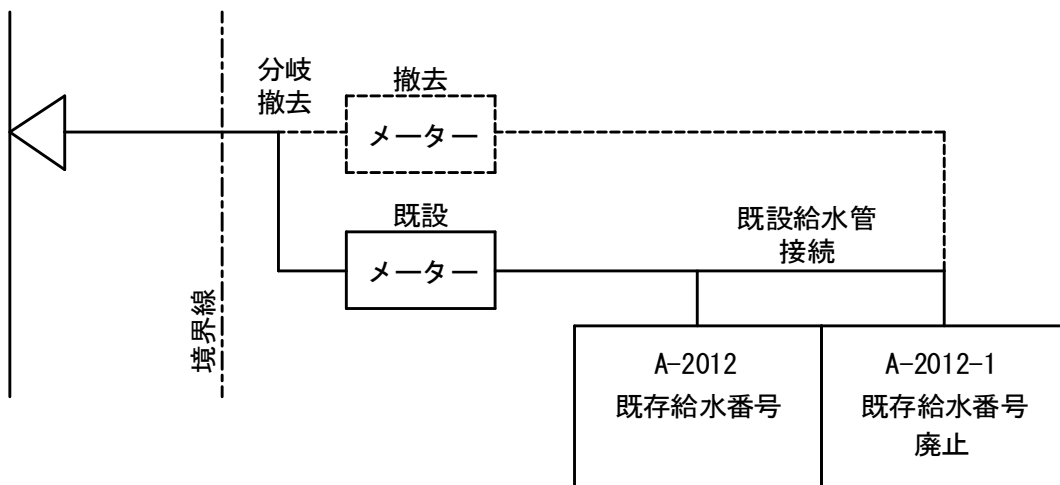 分岐
撤去
撤去
メーター
既設
メーター
既設給水管
接続
境界線
A-2012
既存給水番号
A-2012-1
既存給水番号
廃止